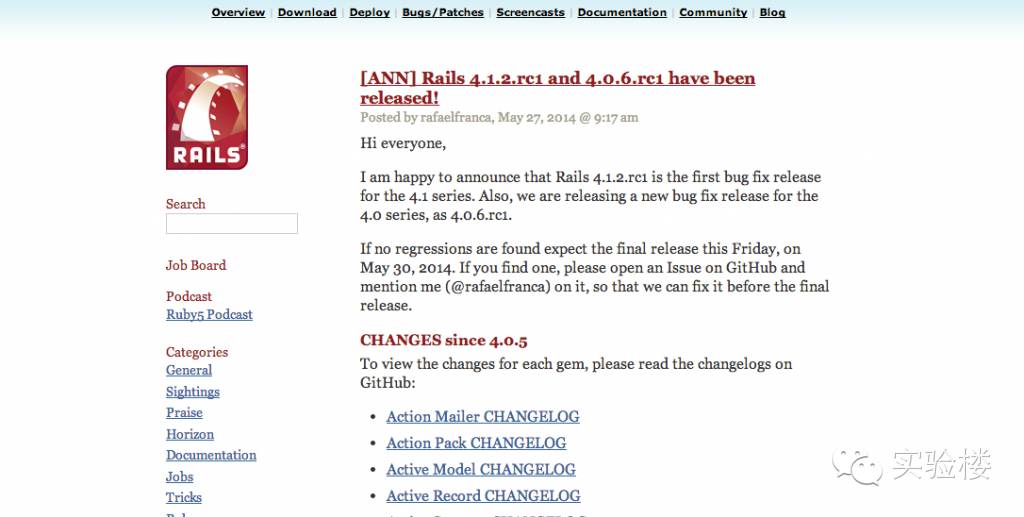 Overview | Download | Deploy | Bugs/Patches | Screencasts | Documentation | Community | Blog
RAILS®
Search
Job Board
Podcast
Ruby5 Podcast
Categories
General
Sightings
Praise
Horizon
Documentation
Jobs
Tricks
[ANN] Rails 4.1.2.rc1 and 4.0.6.rc1 have been
released!
Posted by rafaelfranca, May 27, 2014 @ 9:17 am
Hi everyone,
I am happy to announce that Rails 4.1.2.rc1 is the first bug fix release
for the 4.1 series. Also, we are releasing a new bug fix release for the
4.0 series, as 4.0.6.rc1.
If no regressions are found expect the final release this Friday, on
May 30, 2014. If you find one, please open an Issue on GitHub and
mention me (@rafaelfranca) on it, so that we can fix it before the final
release.
CHANGES since 4.0.5
To view the changes for each gem, please read the changelogs on
GitHub:
• Action Mailer CHANGELOG
• Action Pack CHANGELOG
• Active Model CHANGELOG
• Active Record CHANGELOG
实验楼